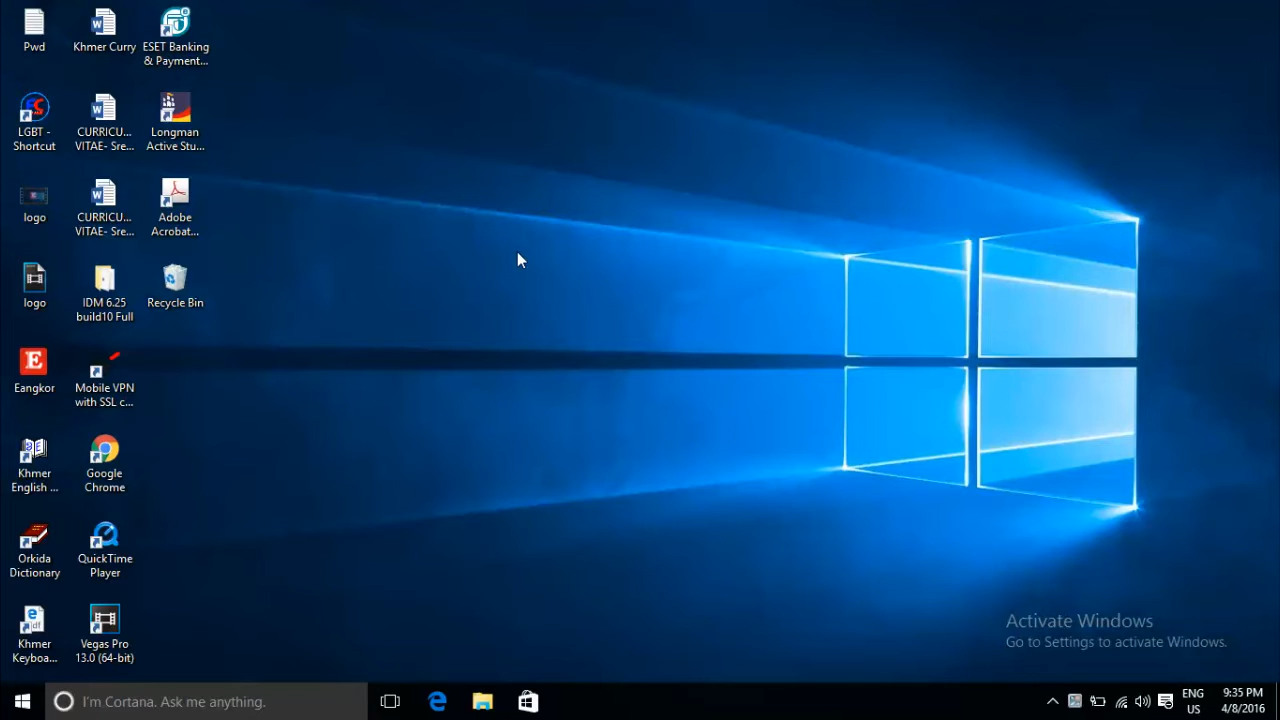 Pwd
Khmer Curry
ESET Banking
& Payment...
LGBT -
Shortcut
CURRICU...
VITAE- Sre...
Longman
Active Stu...
logo
CURRICU...
VITAE- Sre...
Adobe
Acrobat...
logo
IDM 6.25
build10 Full
Recycle Bin
E
Eangkor
Mobile VPN
with SSL c...
Khmer
English ...
Google
Chrome
Orkida
Dictionary
QuickTime
Player
Khmer
Keyboa...
Vegas Pro
13.0 (64-bit)
Activate Windows
Go to Settings to activate Windows.
I'm Cortana. Ask me anything.
ENG
US
9:35 PM
4/8/2016